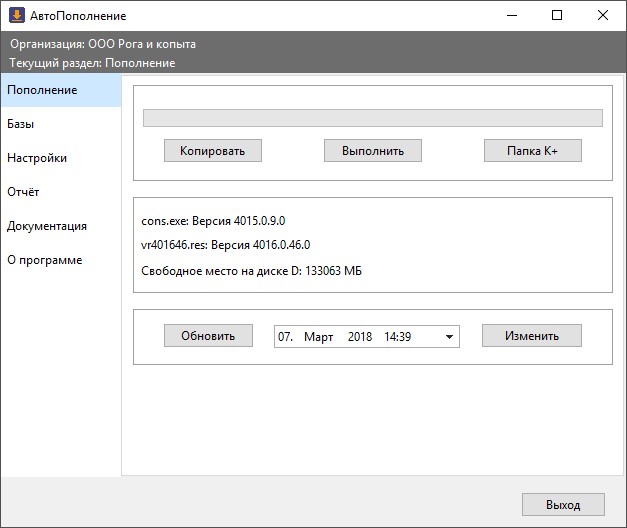 АвтоПополнение
Организация: ООО Рога и копыта
Текущий раздел: Пополнение
Пополнение
Базы
Настройки
Отчёт
Документация
О программе
Копировать Выполнить Папка К+
cons.exe: Версия 4015.0.9.0
vr401646.res: Версия 4016.0.46.0
Свободное место на диске D: 133063 МБ
Обновить 07. Март 2018 14:39 Изменить
Выход